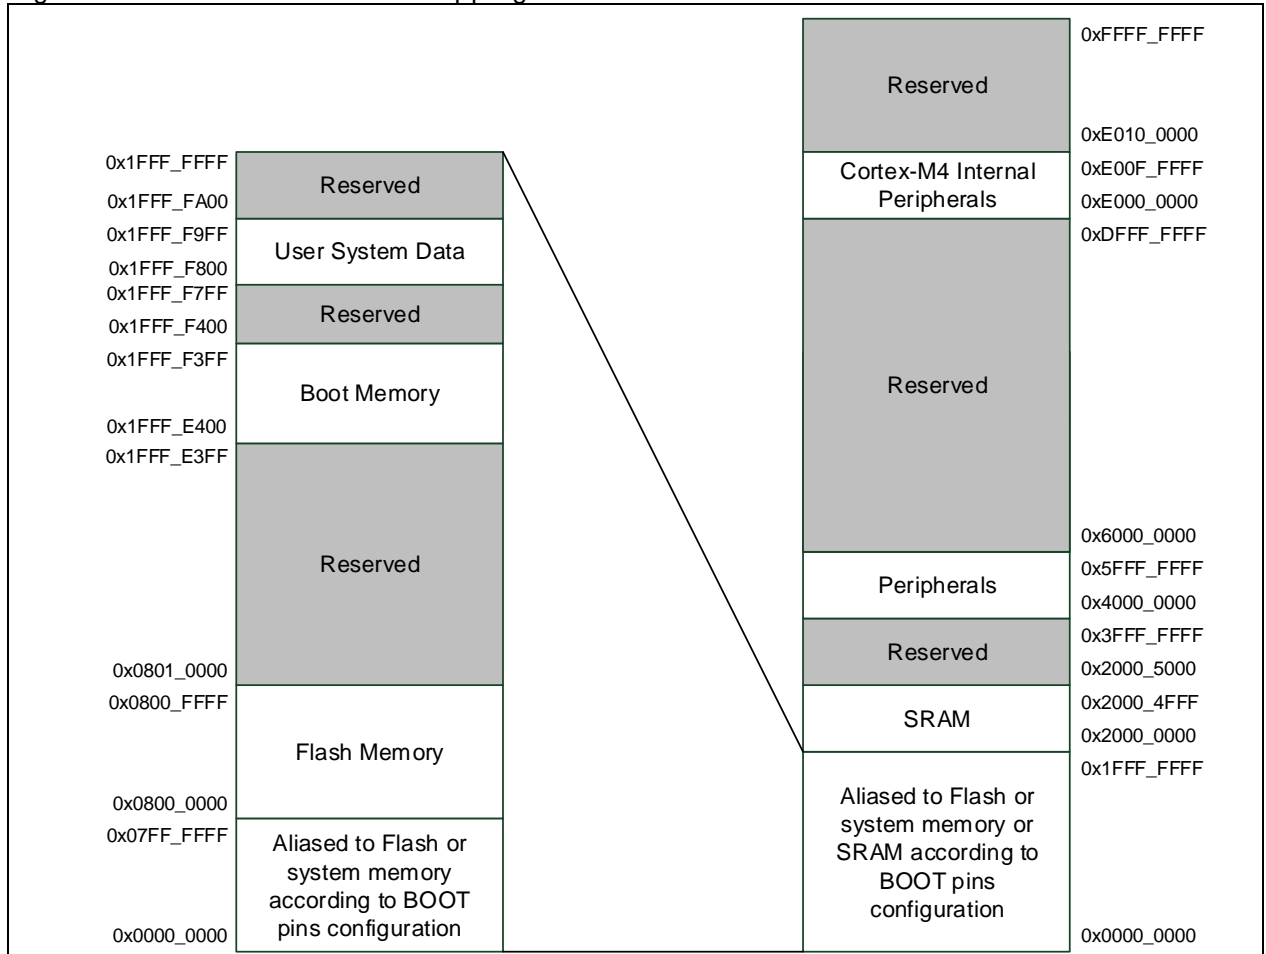 0xFFFF_FFFF
Reserved
0xE010_0000
Cortex-M4 Internal
Peripherals
0xE00F_FFFF
0xE000_0000
0xDFFF_FFFF
Reserved
0x6000_0000
0x5FFF_FFFF
Peripherals
0x4000_0000
0x3FFF_FFFF
Reserved
0x2000_5000
0x2000_4FFF
SRAM
0x2000_0000
0x1FFF_FFFF
Aliased to Flash or
system memory or
SRAM according to
BOOT pins
configuration
0x0000_0000
0x1FFF_FFFF
Reserved
0x1FFF_FA00
0x1FFF_F9FF
User System Data
0x1FFF_F800
0x1FFF_F7FF
Reserved
0x1FFF_F400
0x1FFF_F3FF
Boot Memory
0x1FFF_E400
0x1FFF_E3FF
Reserved
0x0801_0000
0x0800_FFFF
Flash Memory
0x0800_0000
0x07FF_FFFF
Aliased to Flash or
system memory
according to BOOT
pins configuration
0x0000_0000